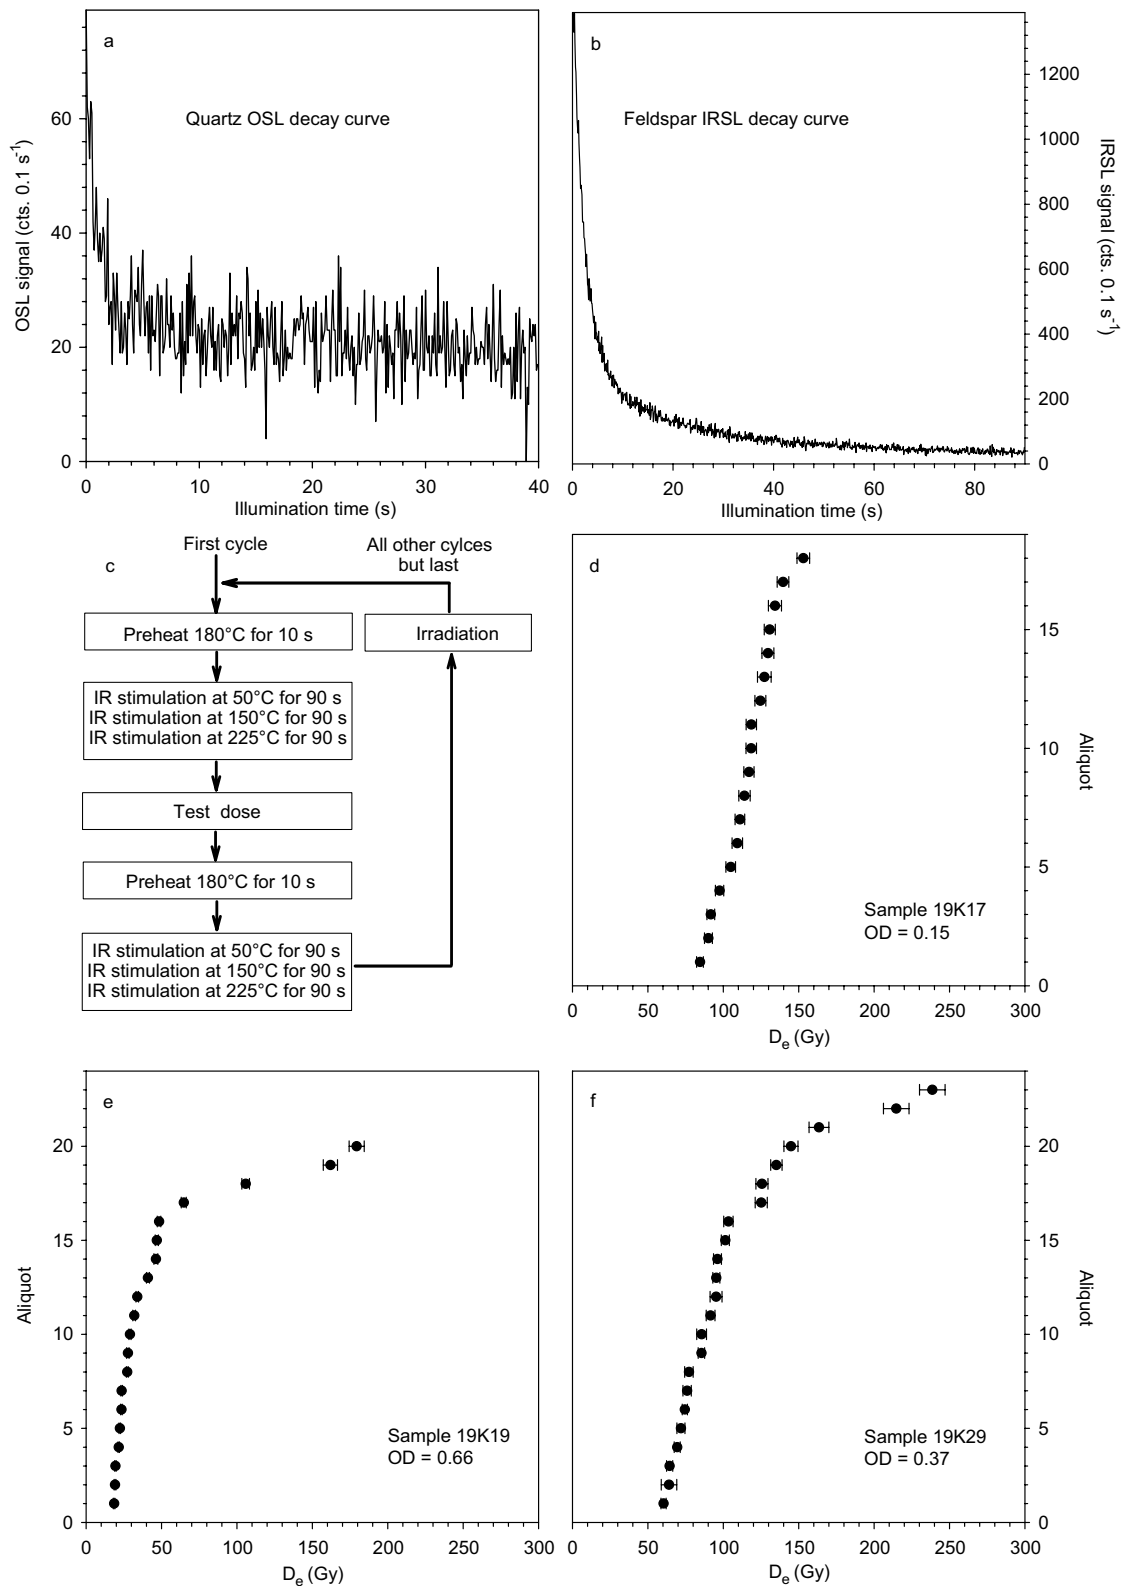 a
Quartz OSL decay curve
OSL signal (cts. 0.1 s⁻¹)
60
40
20
0
0 10 20 30 40
Illumination time (s)
b
Feldspar IRSL decay curve
IRSL signal (cts. 0.1 s⁻¹)
1200
1000
800
600
400
200
0
0 20 40 60 80
Illumination time (s)
c
First cycle
All other cylces
but last
Preheat 180°C for 10 s
Irradiation
IR stimulation at 50°C for 90 s
IR stimulation at 150°C for 90 s
IR stimulation at 225°C for 90 s
Test dose
Preheat 180°C for 10 s
IR stimulation at 50°C for 90 s
IR stimulation at 150°C for 90 s
IR stimulation at 225°C for 90 s
d
15
10
5
0
Aliquot
Sample 19K17
OD = 0.15
0 50 100 150 200 250 300
Dₑ (Gy)
e
20
15
10
5
0
Aliquot
Sample 19K19
OD = 0.66
0 50 100 150 200 250 300
Dₑ (Gy)
f
20
15
10
5
0
Aliquot
Sample 19K29
OD = 0.37
0 50 100 150 200 250 300
Dₑ (Gy)